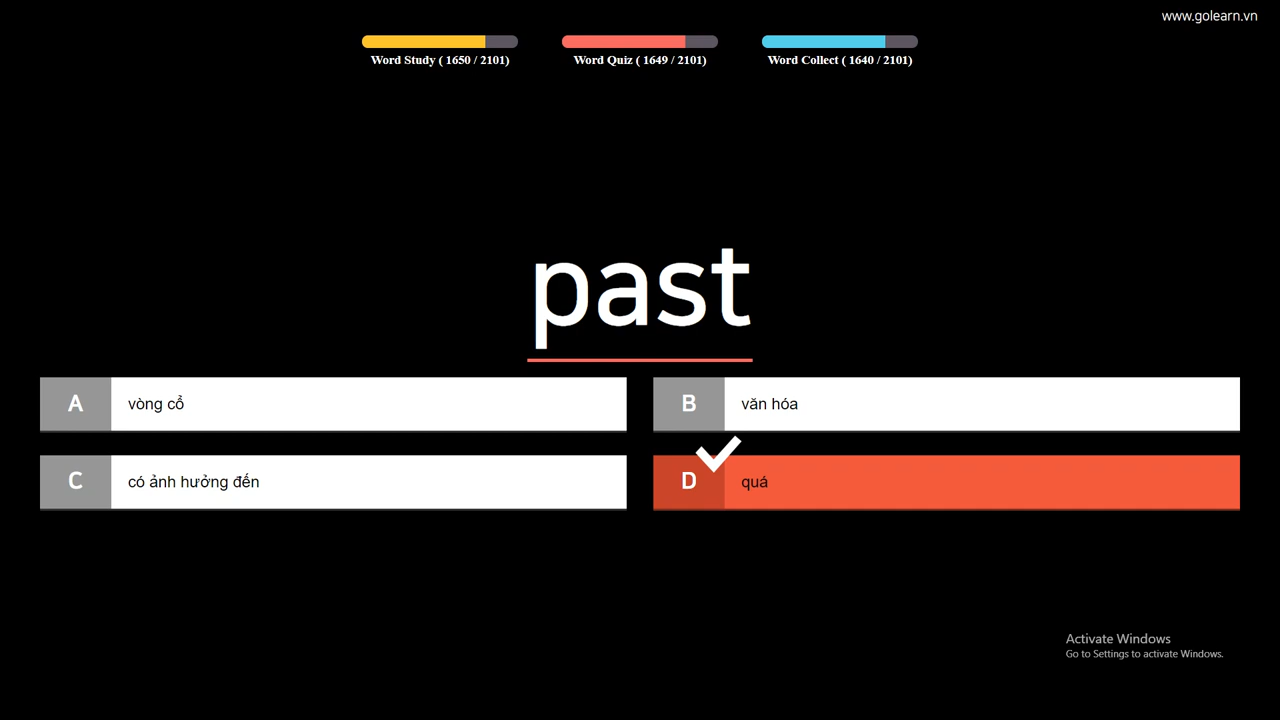 www.golearn.vn
Word Study ( 1650 / 2101)
Word Quiz ( 1649 / 2101)
Word Collect ( 1640 / 2101)
past
A vòng cổ
B văn hóa
C có ảnh hưởng đến
D quá
Activate Windows
Go to Settings to activate Windows.